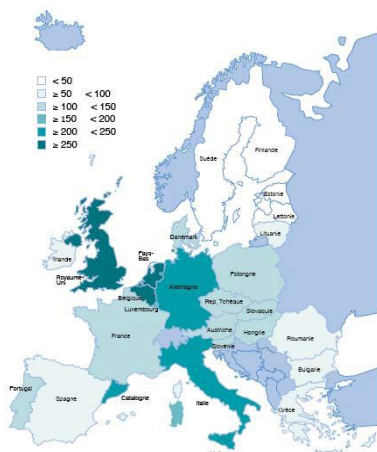 < 50
≥ 50 < 100
≥ 100 < 150
≥ 150 < 200
≥ 200 < 250
≥ 250
Finlande
Suède
Estonie
Lettonie
Lituanie
Danemark
Irlande
Pays-
Bas
Royaume-
Uni
Pologne
Allemagne
Belgique
Luxembourg
Rep. Tchèque
Slovaquie
Autriche
Hongrie
France
Slovénie
Roumanie
Bulgarie
Portugal
Espagne
Catalogne
Italie
Grèce